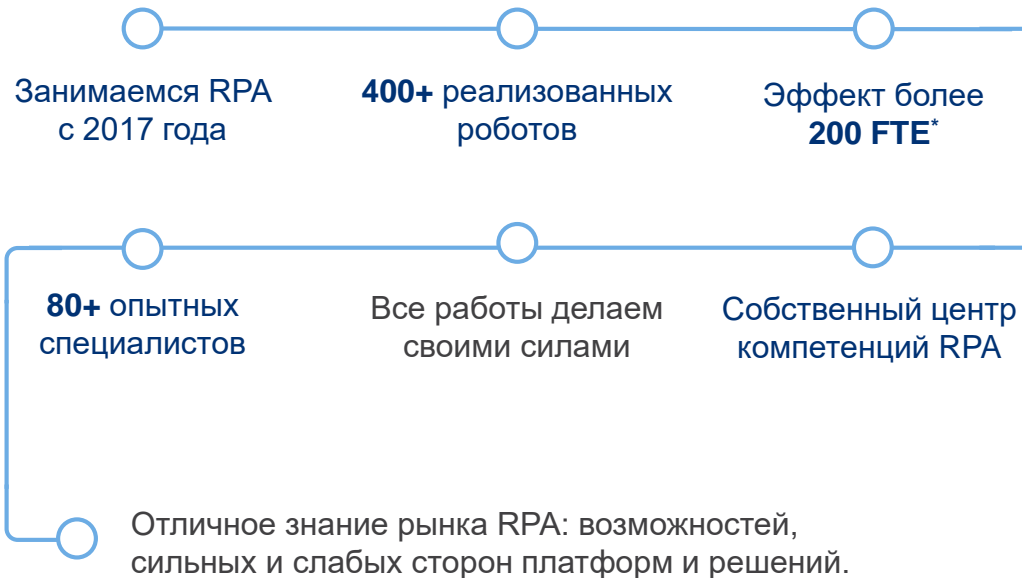 Занимаемся RPA
с 2017 года
400+ реализованных
роботов
Эффект более
200 FTE*
80+ опытных
специалистов
Все работы делаем
своими силами
Собственный центр
компетенций RPA
Отличное знание рынка RPA: возможностей,
сильных и слабых сторон платформ и решений.